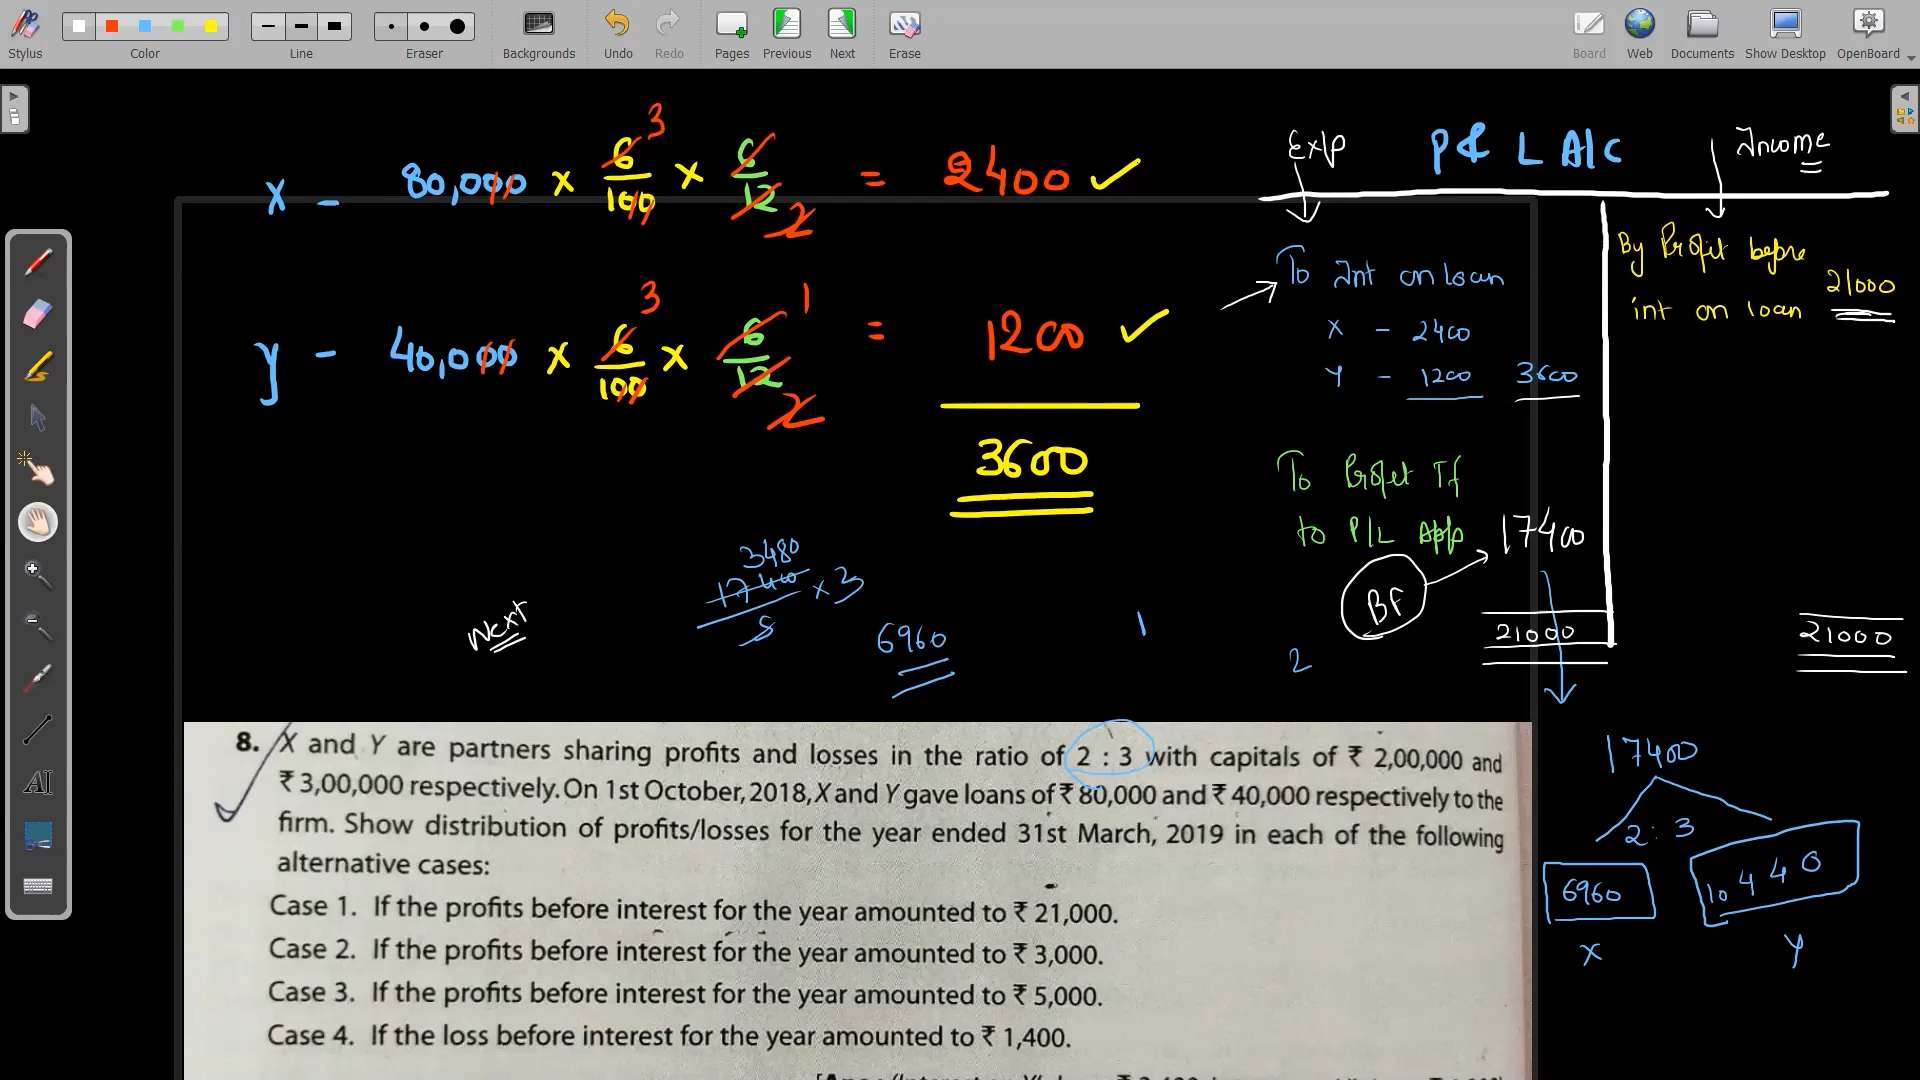 Stylus
Color
Line
Eraser
Backgrounds
Undo
Redo
Pages
Previous
Next
Erase
Board
Web
Documents
Show Desktop
OpenBoard
X - 80,000 x 6/100 x 6/12 = 2400 ✓
3
2
Y - 40,000 x 6/100 x 6/12 = 1200 ✓
3
1
2
3600
Exp
P & L A/C
Income
To Int on loan
X - 2400
Y - 1200 3600
To Profit Tf
to P/L App 17400
BF
21000
By Profit before
int on loan 21000
21000
Next
3480
17400/5 x 3
6960
1
2
8. X and Y are partners sharing profits and losses in the ratio of 2 : 3 with capitals of ₹ 2,00,000 and
₹ 3,00,000 respectively. On 1st October, 2018, X and Y gave loans of ₹ 80,000 and ₹ 40,000 respectively to the
firm. Show distribution of profits/losses for the year ended 31st March, 2019 in each of the following
alternative cases:
Case 1. If the profits before interest for the year amounted to ₹ 21,000.
Case 2. If the profits before interest for the year amounted to ₹ 3,000.
Case 3. If the profits before interest for the year amounted to ₹ 5,000.
Case 4. If the loss before interest for the year amounted to ₹ 1,400.
17400
2 : 3
6960
10440
X
Y
AI